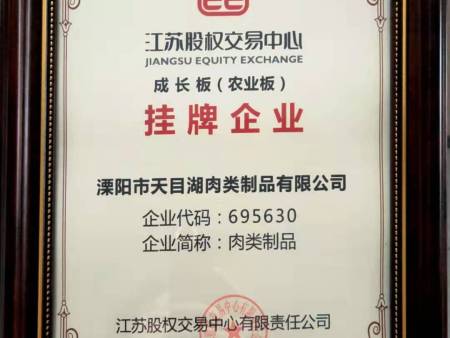 江苏股权交易中心
JIANGSU EQUITY EXCHANGE
成长板（农业板）
挂牌企业
溧阳市天目湖肉类制品有限公司
企业代码：695630
企业简称：肉类制品
江苏股权交易中心有限责任公司